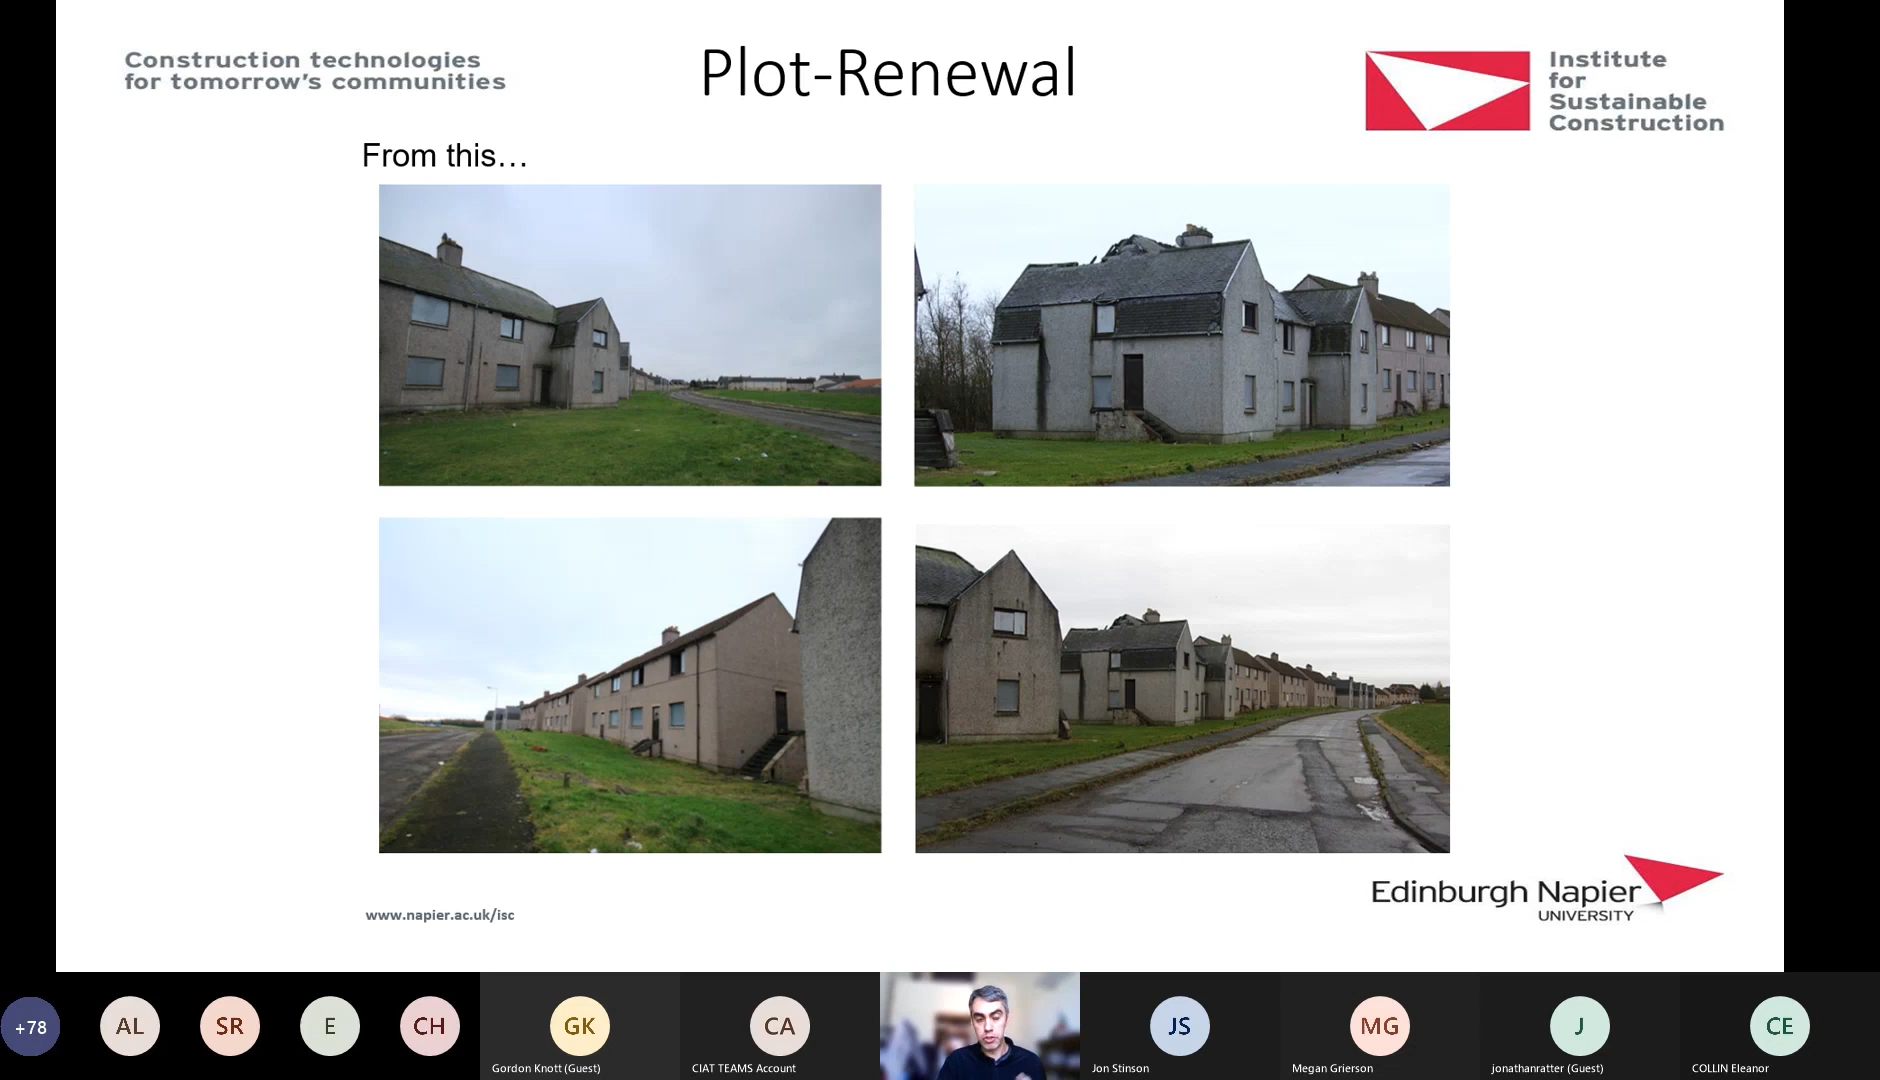 Construction technologies
for tomorrow's communities
Plot-Renewal
Institute
for
Sustainable
Construction
From this…
www.napier.ac.uk/isc
Edinburgh Napier
UNIVERSITY
+78
AL
SR
E
CH
GK
Gordon Knott (Guest)
CA
CIAT TEAMS Account
JS
Jon Stinson
MG
Megan Grierson
J
jonathanratter (Guest)
CE
COLLIN Eleanor